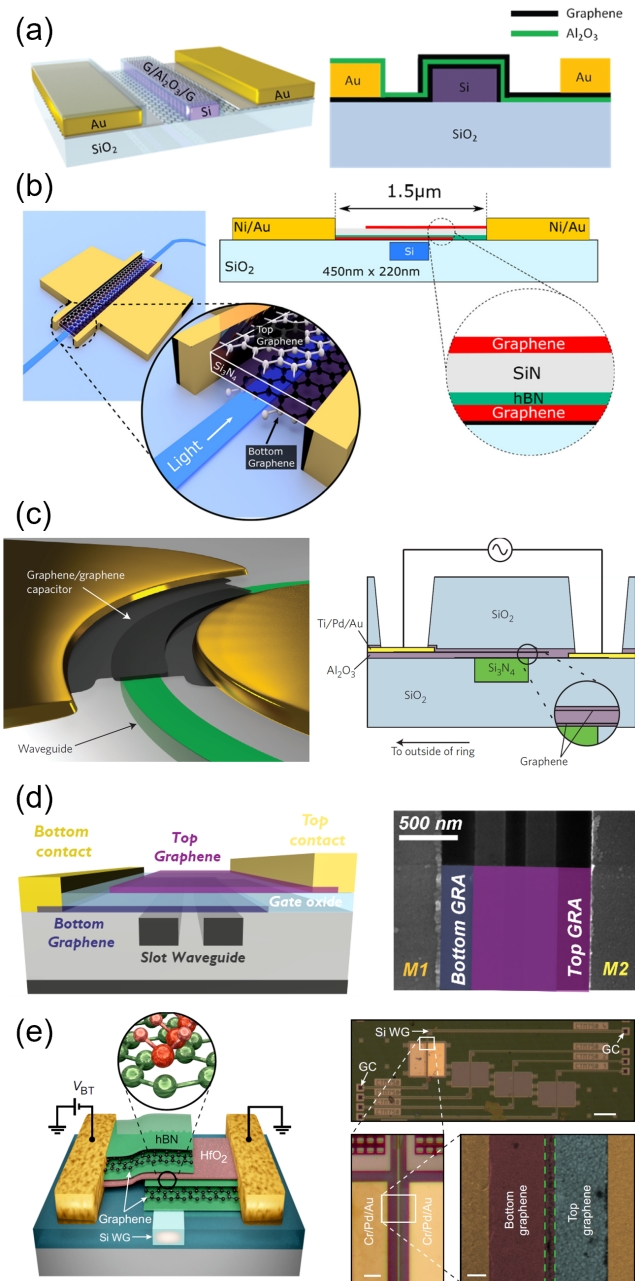 (a)
Graphene
Al2O3
G/Al2O3/G
Au
Au
Si
Au
Si
Au
SiO2
SiO2
(b)
1.5µm
Ni/Au
Ni/Au
Si
SiO2
450nm x 220nm
Top
Graphene
Si3N4
Light
Bottom
Graphene
Graphene
SiN
hBN
Graphene
(c)
Graphene/graphene
capacitor
Waveguide
SiO2
Ti/Pd/Au
Al2O3
Si3N4
SiO2
Graphene
To outside of ring
(d)
Bottom
contact
Top
Graphene
Top
contact
Gate oxide
Bottom
Graphene
Slot Waveguide
500 nm
Bottom GRA
Top GRA
M1
M2
(e)
VBT
hBN
HfO2
Graphene
Si WG
Si WG
GC
GC
Cr/Pd/Au
Cr/Pd/Au
Bottom
graphene
Top
graphene